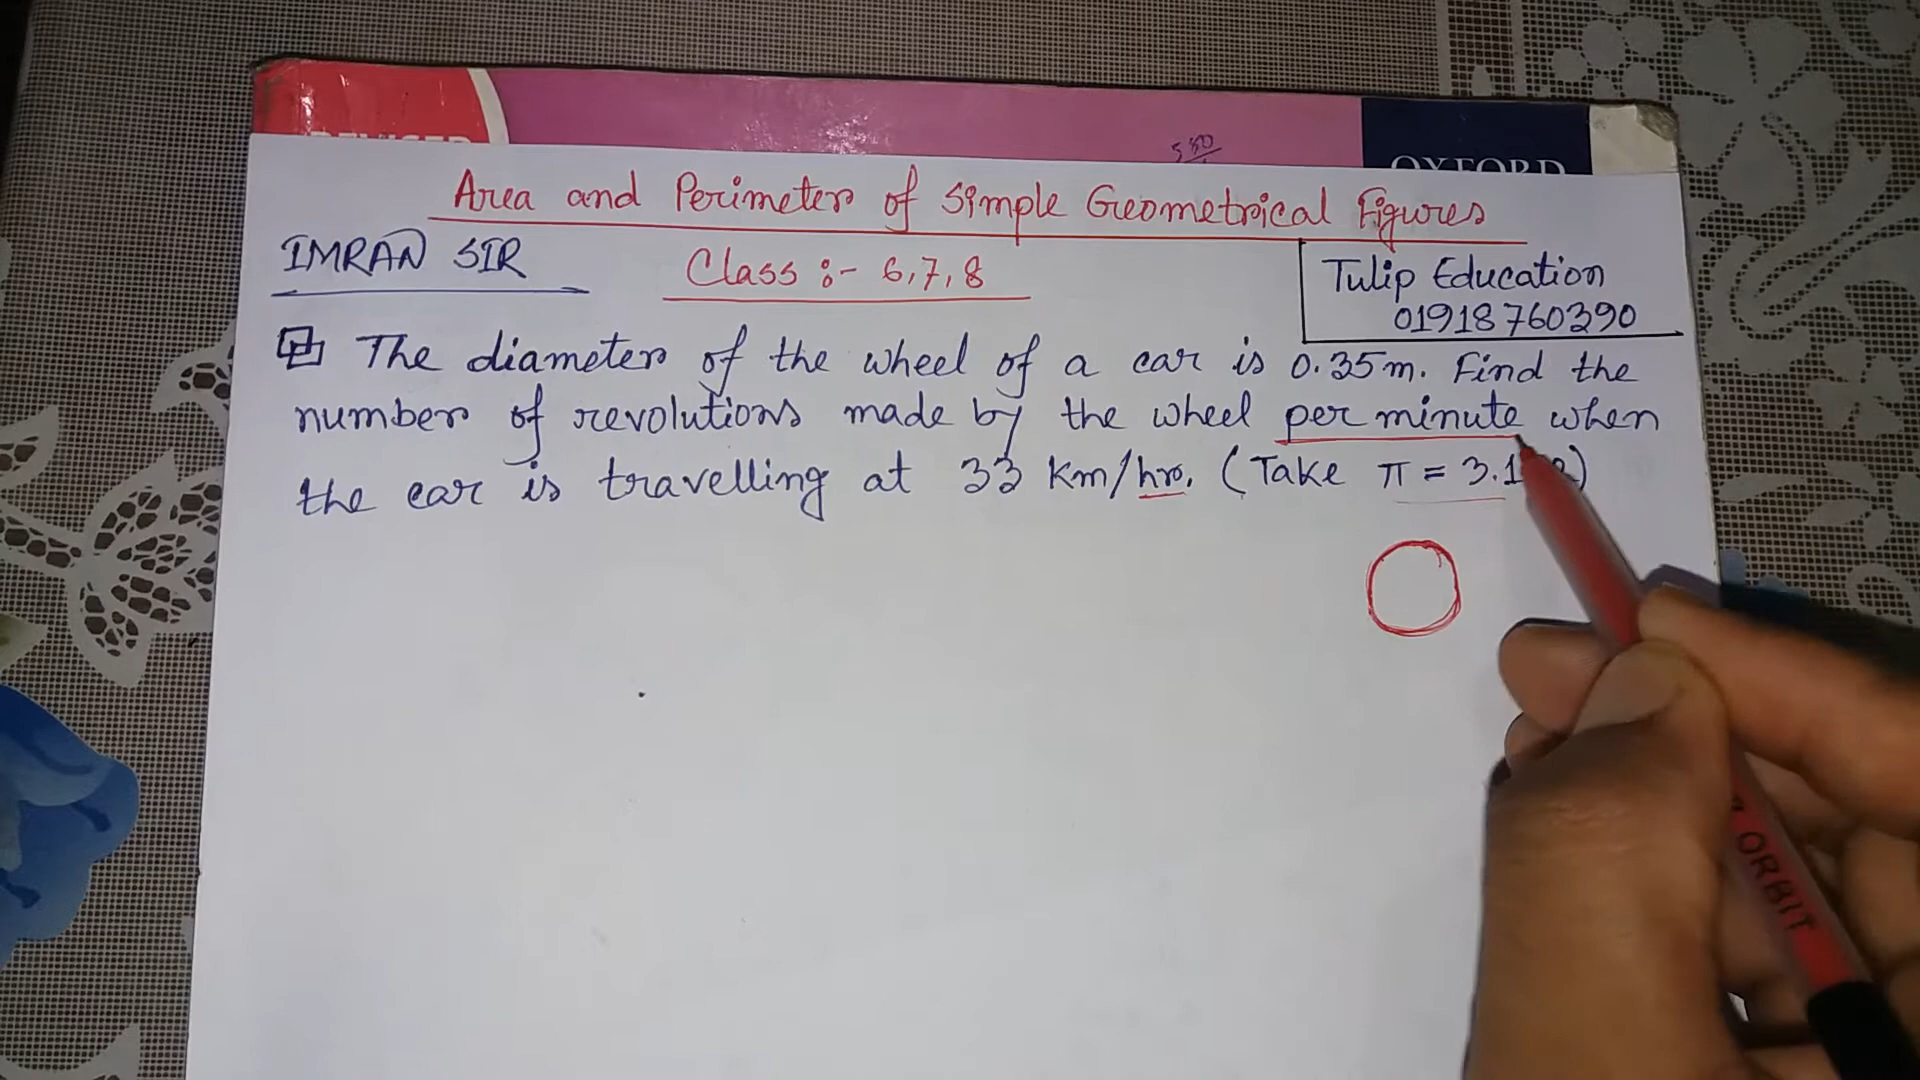 530
OXFORD
Area and Perimeter of Simple Geometrical Figures
IMRAN SIR
Class :- 6,7,8
Tulip Education
01918760390
The diameter of the wheel of a car is 0.35m. Find the
number of revolutions made by the wheel per minute when
the car is travelling at 33 km/hr. (Take π =
ORBIT